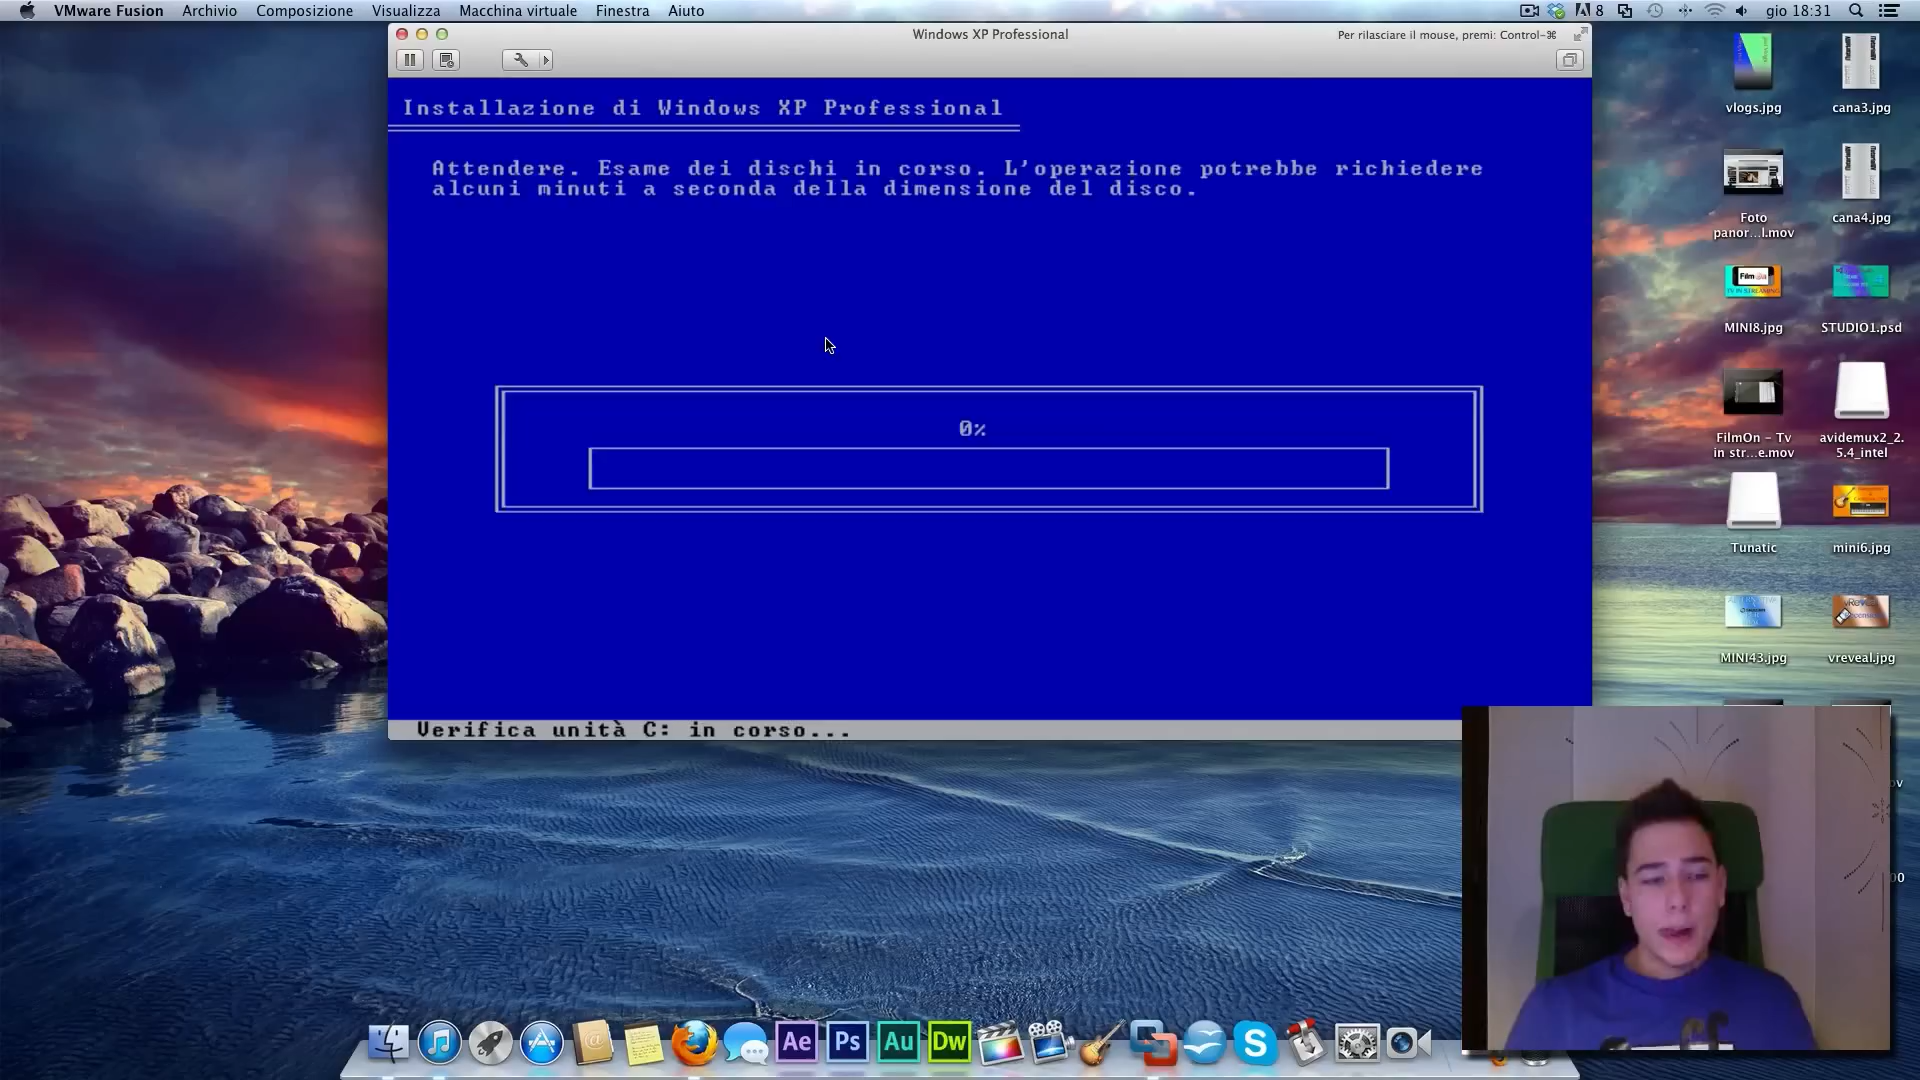 VMware Fusion Archivio Composizione Visualizza Macchina virtuale Finestra Aiuto 8 gio 18:31
Windows XP Professional
Per rilasciare il mouse, premi: Control-⌘
Installazione di Windows XP Professional
Attendere. Esame dei dischi in corso. L'operazione potrebbe richiedere
alcuni minuti a seconda della dimensione del disco.
0%
Verifica unità C: in corso...
vlogs.jpg
cana3.jpg
Foto
panor...l.mov
cana4.jpg
MINI8.jpg
STUDIO1.psd
FilmOn - Tv
in str...e.mov
avidemux2_2.
5.4_intel
Tunatic
mini6.jpg
MINI43.jpg
vreveal.jpg
Ae Ps Au Dw